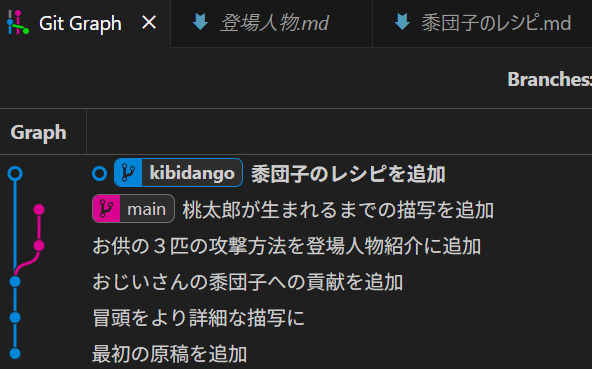 Git Graph × 登場人物.md 黍団子のレシピ.md
Branches:
Graph
kibidango 黍団子のレシピを追加
main 桃太郎が生まれるまでの描写を追加
お供の３匹の攻撃方法を登場人物紹介に追加
おじいさんの黍団子への貢献を追加
冒頭をより詳細な描写に
最初の原稿を追加